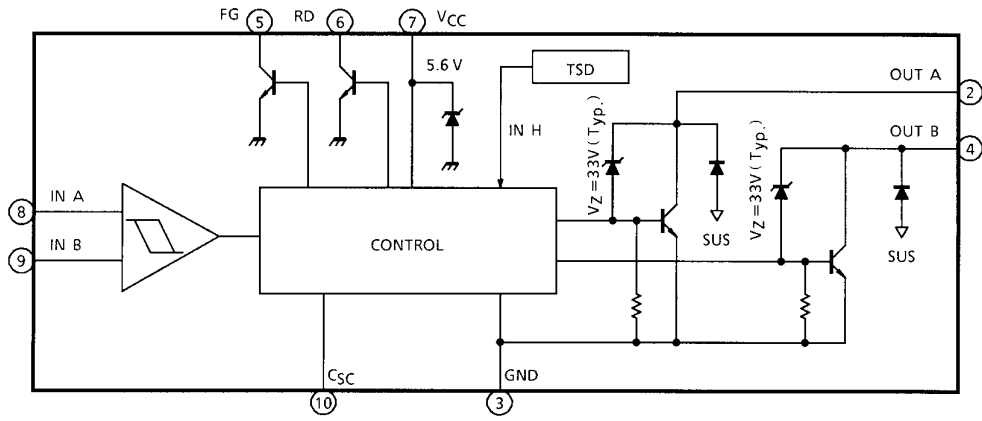 FG
5
RD
6
7
VCC
5.6 V
TSD
IN H
OUT A
2
OUT B
4
VZ=33V(Typ.)
SUS
VZ=33V(Typ.)
SUS
8
IN A
IN B
9
CONTROL
CSC
10
GND
3